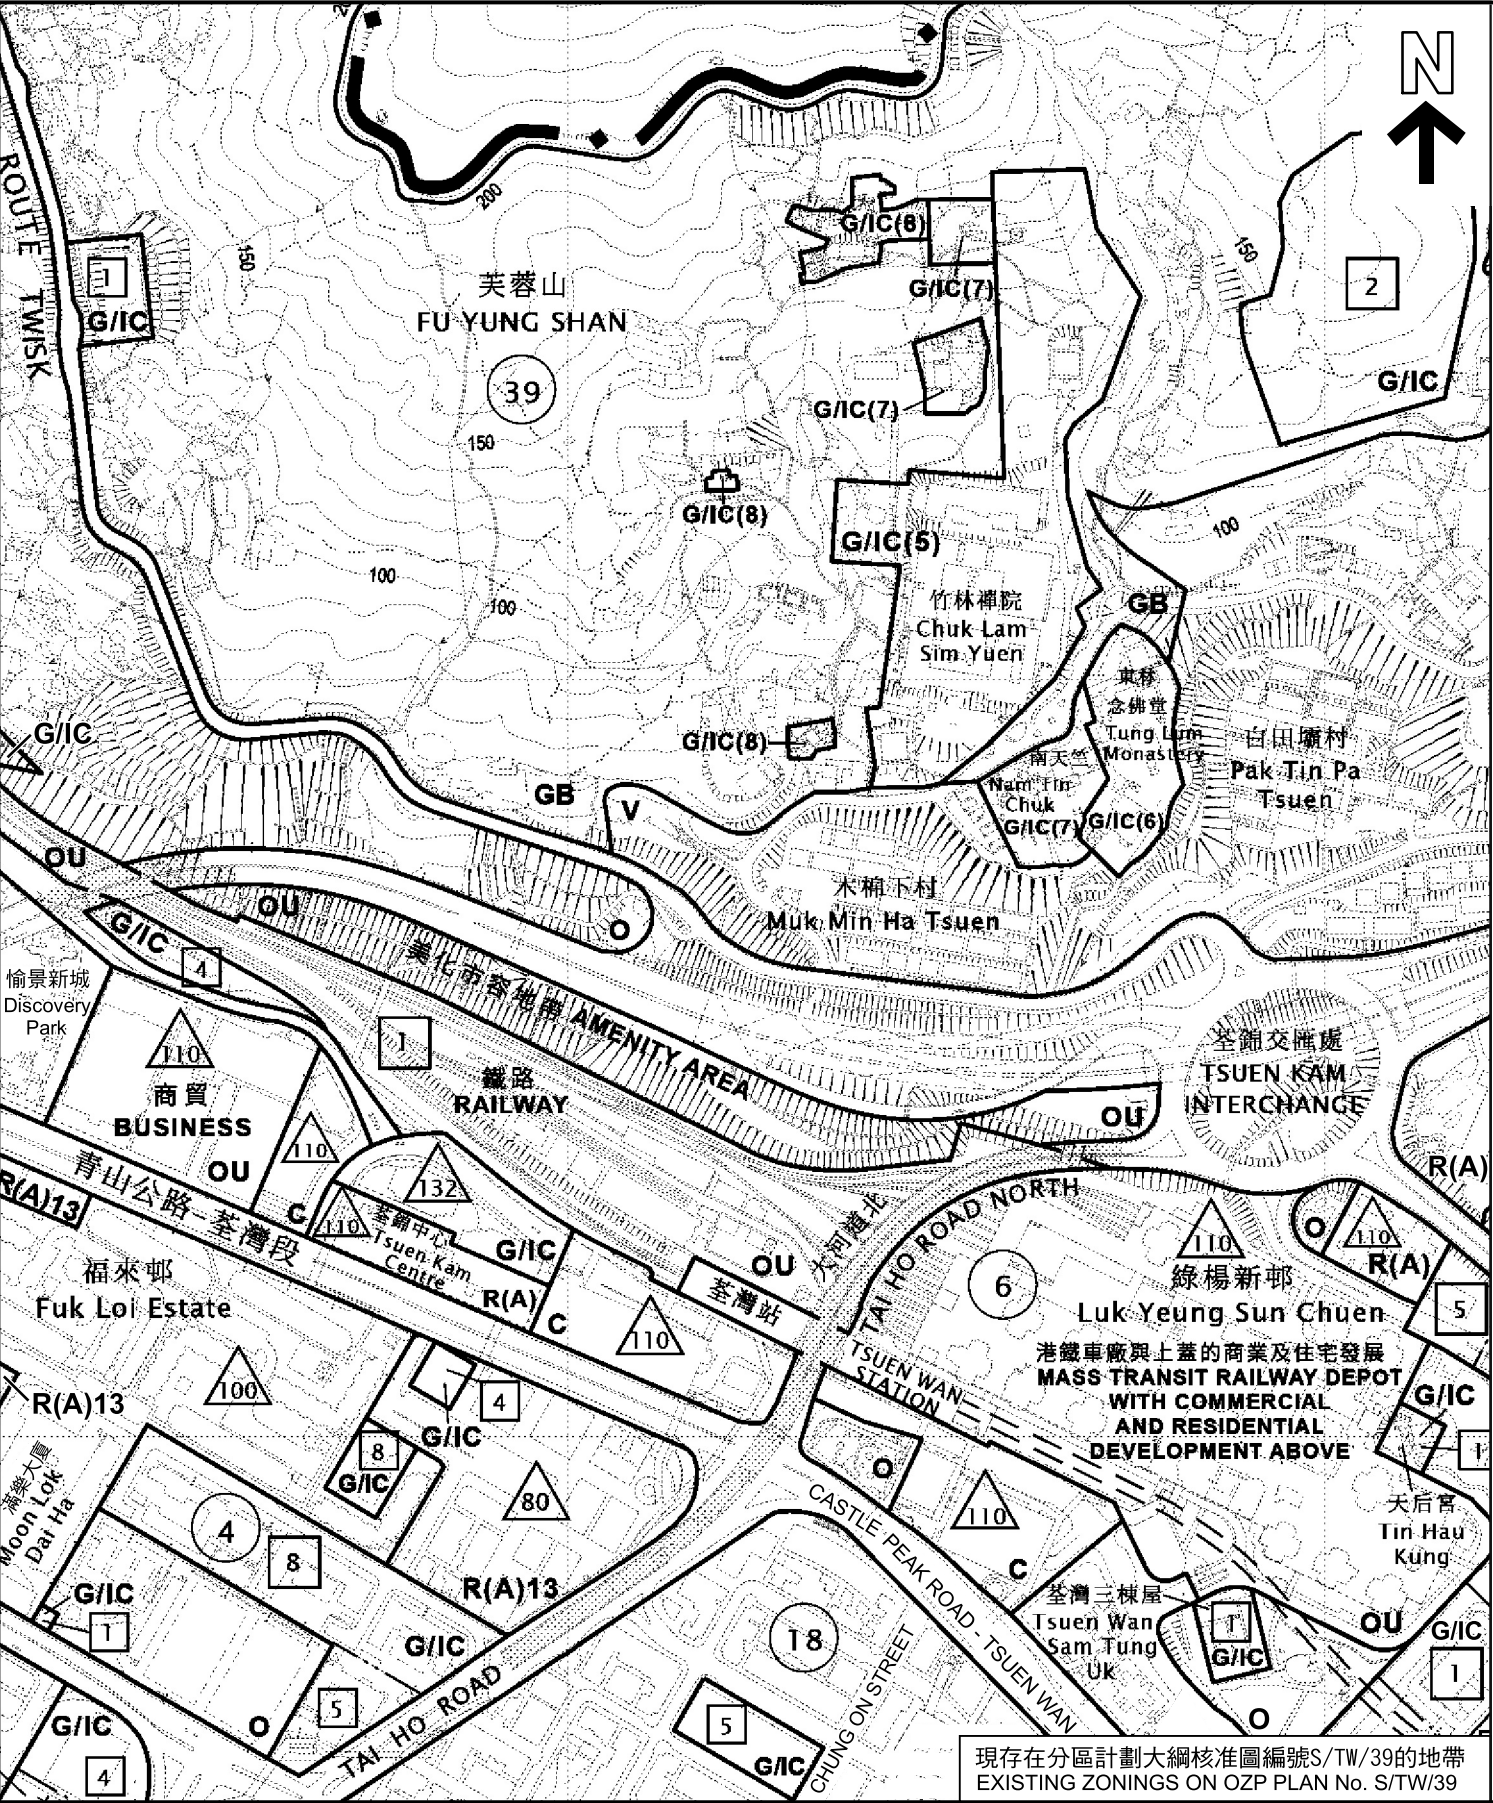 N
200
ROUTE TWISK
1
G/IC
150
芙蓉山
FU YUNG SHAN
39
G/IC(8)
G/IC(7)
150
2
G/IC
G/IC(7)
150
G/IC(8)
G/IC(5)
100
100
100
竹林禪院
Chuk Lam
Sim Yuen
GB
東林
念佛堂
Tung Lum
Monastery
G/IC(6)
南天竺
Nam Tin
Chuk
G/IC(7)
白田壩村
Pak Tin Pa
Tsuen
G/IC
G/IC(8)
GB
V
OU
OU
O
木棉下村
Muk Min Ha Tsuen
G/IC
4
愉景新城
Discovery
Park
110
商貿
BUSINESS
OU
1
美化市容地帶 AMENITY AREA
鐵路
RAILWAY
荃錦交匯處
TSUEN KAM
INTERCHANGE
OU
110
C
132
110
荃錦中心
Tsuen Kam
Centre
G/IC
R(A)
青山公路-荃灣段
R(A)13
福來邨
Fuk Loi Estate
C
110
OU
荃灣站
大河道北
TAI HO ROAD NORTH
6
110
綠楊新邨
Luk Yeung Sun Chuen
港鐵車廠與上蓋的商業及住宅發展
MASS TRANSIT RAILWAY DEPOT
WITH COMMERCIAL
AND RESIDENTIAL
DEVELOPMENT ABOVE
O
110
R(A)
R(A)
5
G/IC
1
天后宮
Tin Hau
Kung
TSUEN WAN
STATION
R(A)13
100
4
G/IC
8
G/IC
80
滿樂大廈
Moon Lok
Dai Ha
4
8
R(A)13
G/IC
1
G/IC
O
5
TAI HO ROAD
G/IC
4
O
110
C
CASTLE PEAK ROAD - TSUEN WAN
18
5
G/IC
CHUNG ON STREET
荃灣三棟屋
Tsuen Wan
Sam Tung
Uk
1
G/IC
OU
O
G/IC
1
現存在分區計劃大綱核准圖編號S/TW/39的地帶
EXISTING ZONINGS ON OZP PLAN No. S/TW/39